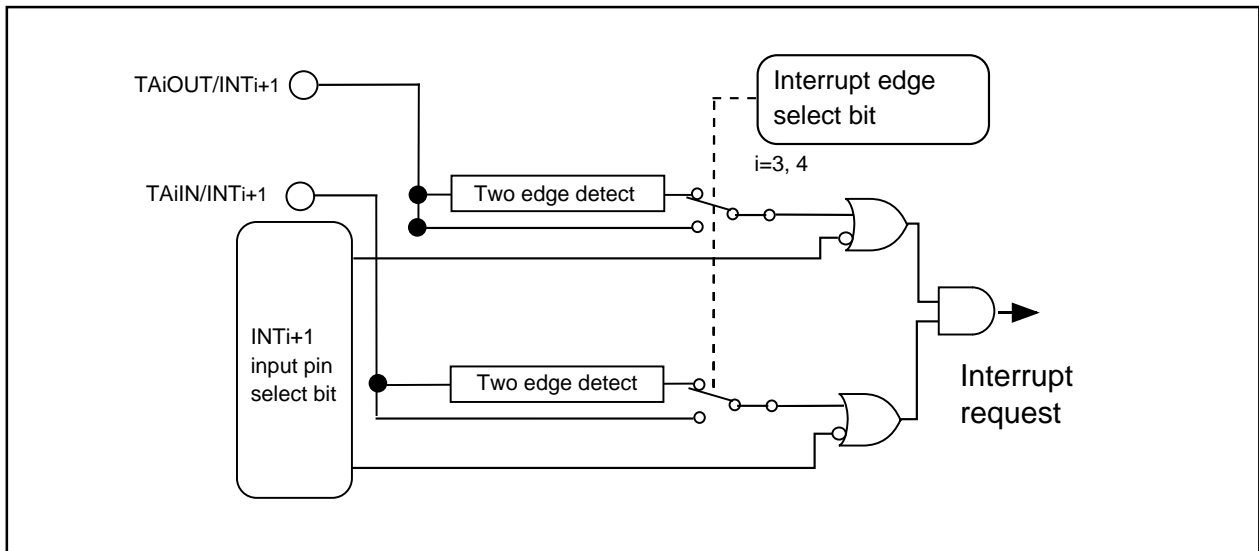 TAiOUT/INTi+1
Interrupt edge
select bit
i=3, 4
TAiIN/INTi+1
Two edge detect
INTi+1
input pin
select bit
Two edge detect
Interrupt
request